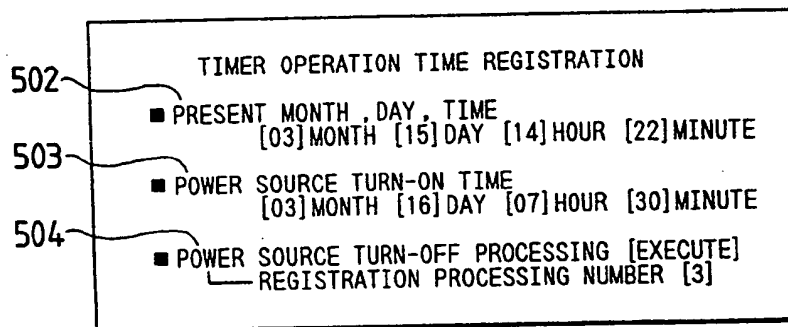 TIMER OPERATION TIME REGISTRATION
502
■ PRESENT MONTH , DAY , TIME
[03] MONTH [15] DAY [14] HOUR [22] MINUTE
503
■ POWER SOURCE TURN-ON TIME
[03] MONTH [16] DAY [07] HOUR [30] MINUTE
504
■ POWER SOURCE TURN-OFF PROCESSING [EXECUTE]
REGISTRATION PROCESSING NUMBER [3]